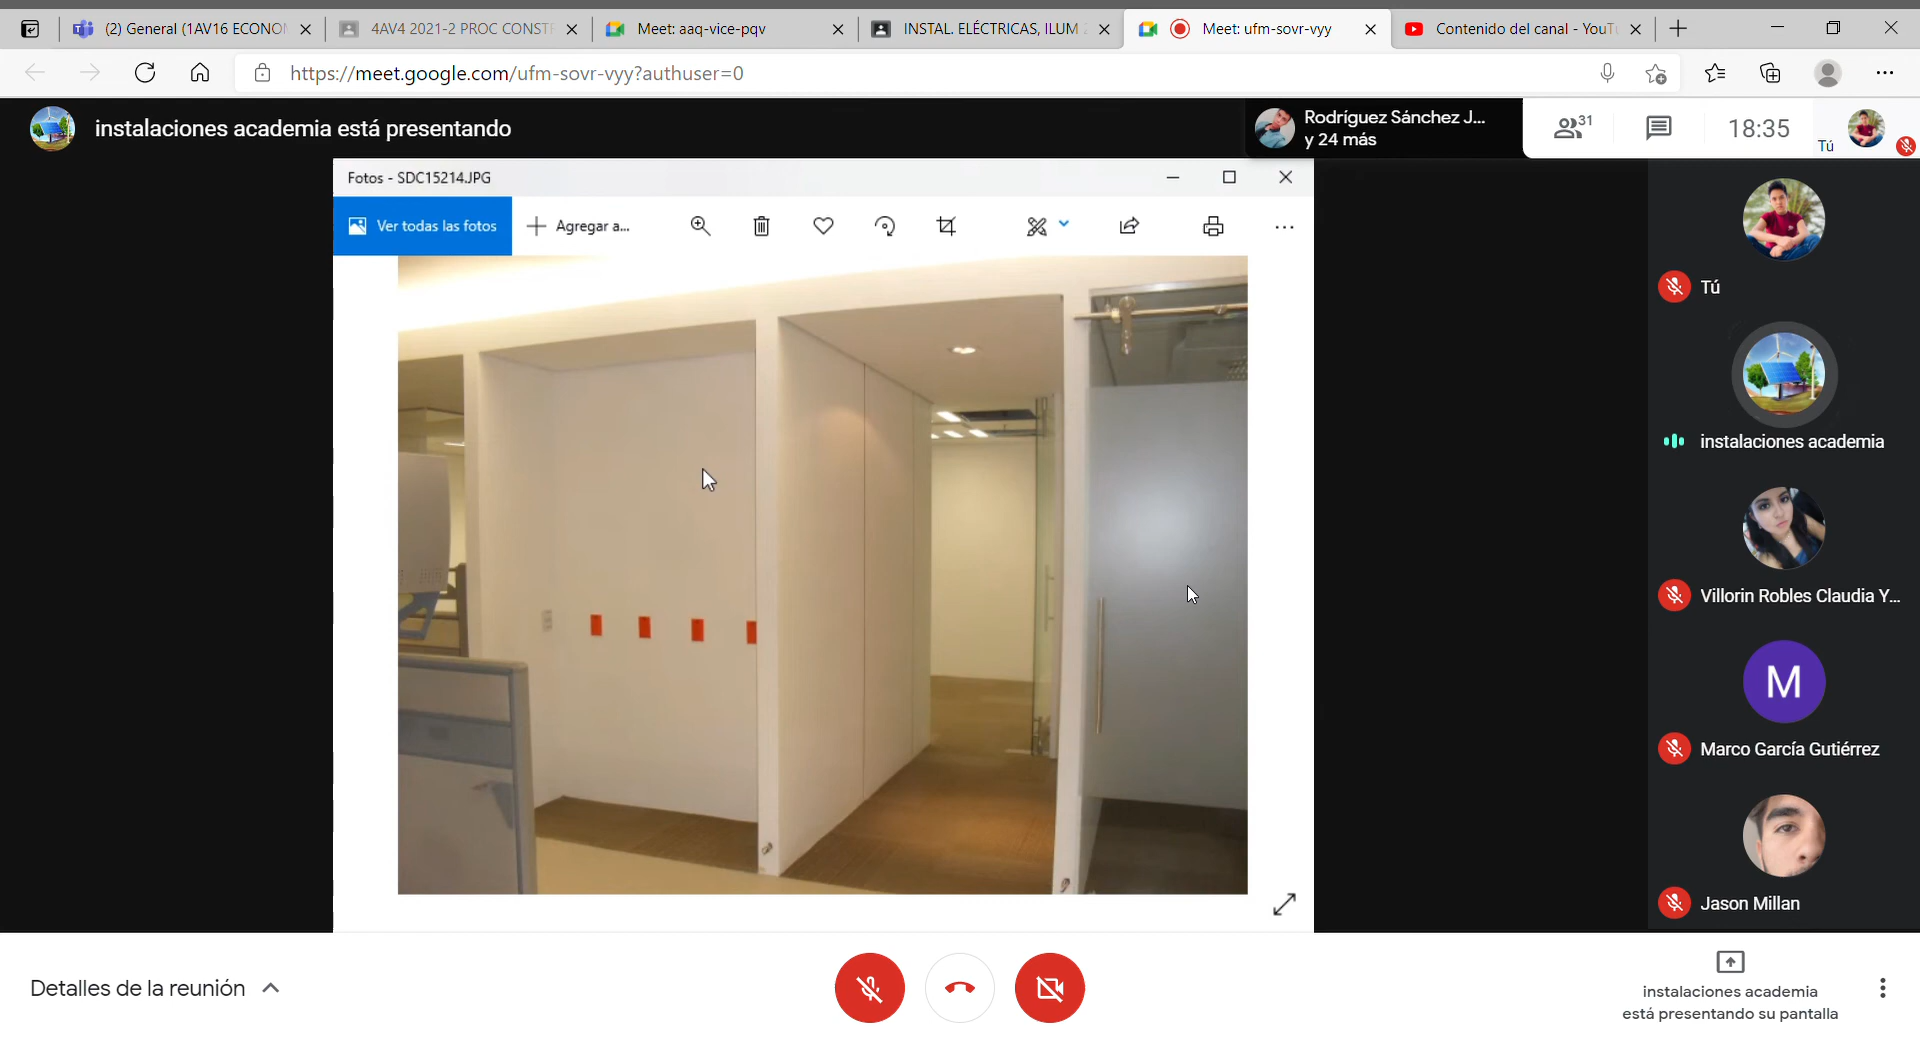 (2) General (1AV16 ECONO
4AV4 2021-2 PROC CONST
Meet: aaq-vice-pqv
INSTAL. ELÉCTRICAS, ILUM
Meet: ufm-sovr-vyy
Contenido del canal - YouTu
https://meet.google.com/ufm-sovr-vyy?authuser=0
instalaciones academia está presentando
Rodríguez Sánchez J...
y 24 más
31
18:35
Tú
Fotos - SDC15214.JPG
Ver todas las fotos
Agregar a...
Tú
instalaciones academia
Villorin Robles Claudia Y...
M
Marco García Gutiérrez
Jason Millan
Detalles de la reunión
instalaciones academia
está presentando su pantalla